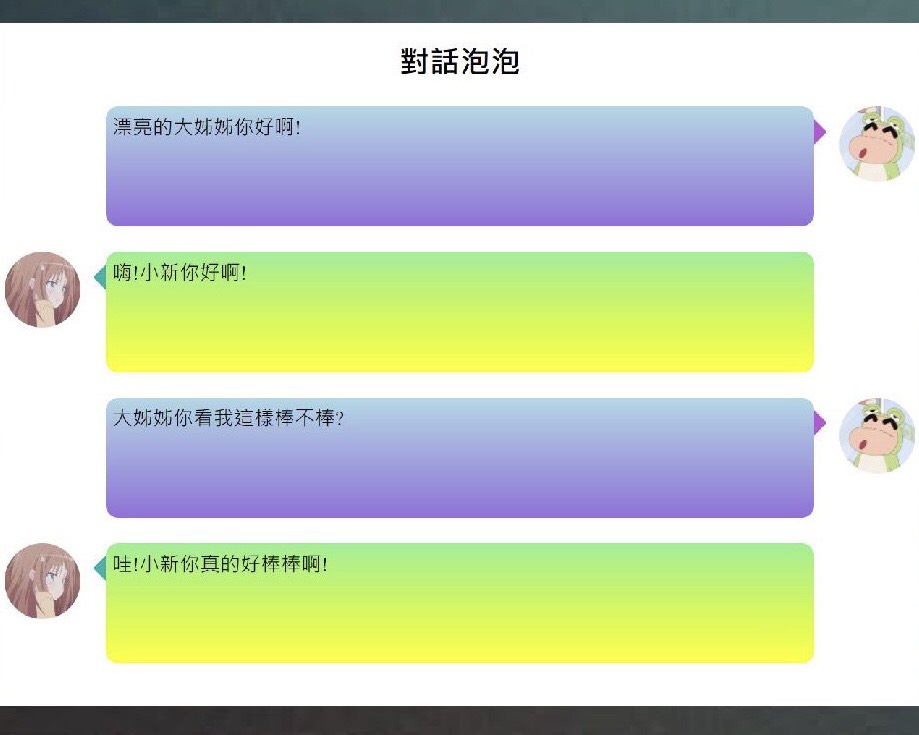 對話泡泡
漂亮的大姊姊你好啊!
嗨!小新你好啊!
大姊姊你看我這樣棒不棒?
哇!小新你真的好棒棒啊!